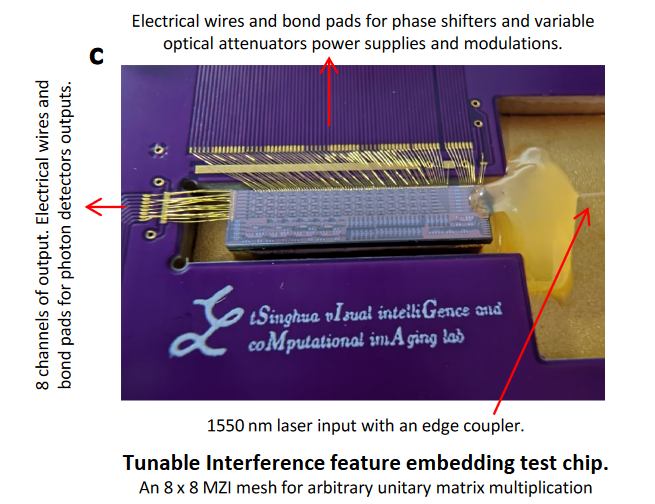 Electrical wires and bond pads for phase shifters and variable
optical attenuators power supplies and modulations.
c
8 channels of output. Electrical wires and
bond pads for photon detectors outputs.
tSinghua vIsual intelliGence and
coMputational imAging lab
1550 nm laser input with an edge coupler.
Tunable Interference feature embedding test chip.
An 8 x 8 MZI mesh for arbitrary unitary matrix multiplication